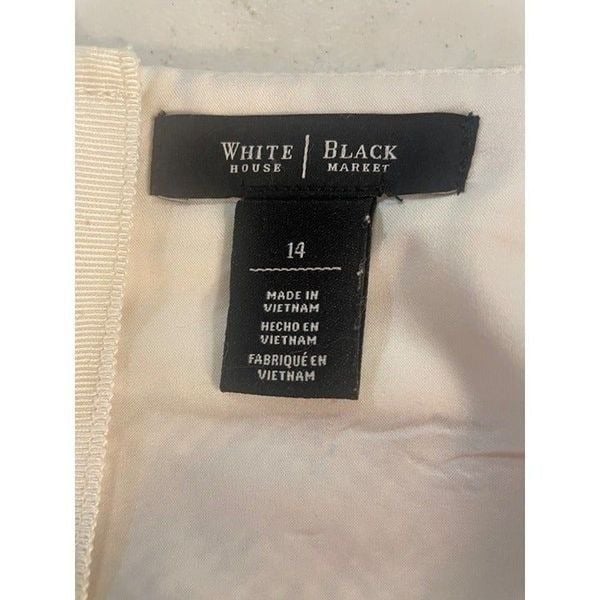 WHITE | BLACK
HOUSE MARKET
14
MADE IN
VIETNAM
HECHO EN
VIETNAM
FABRIQUÉ EN
VIETNAM